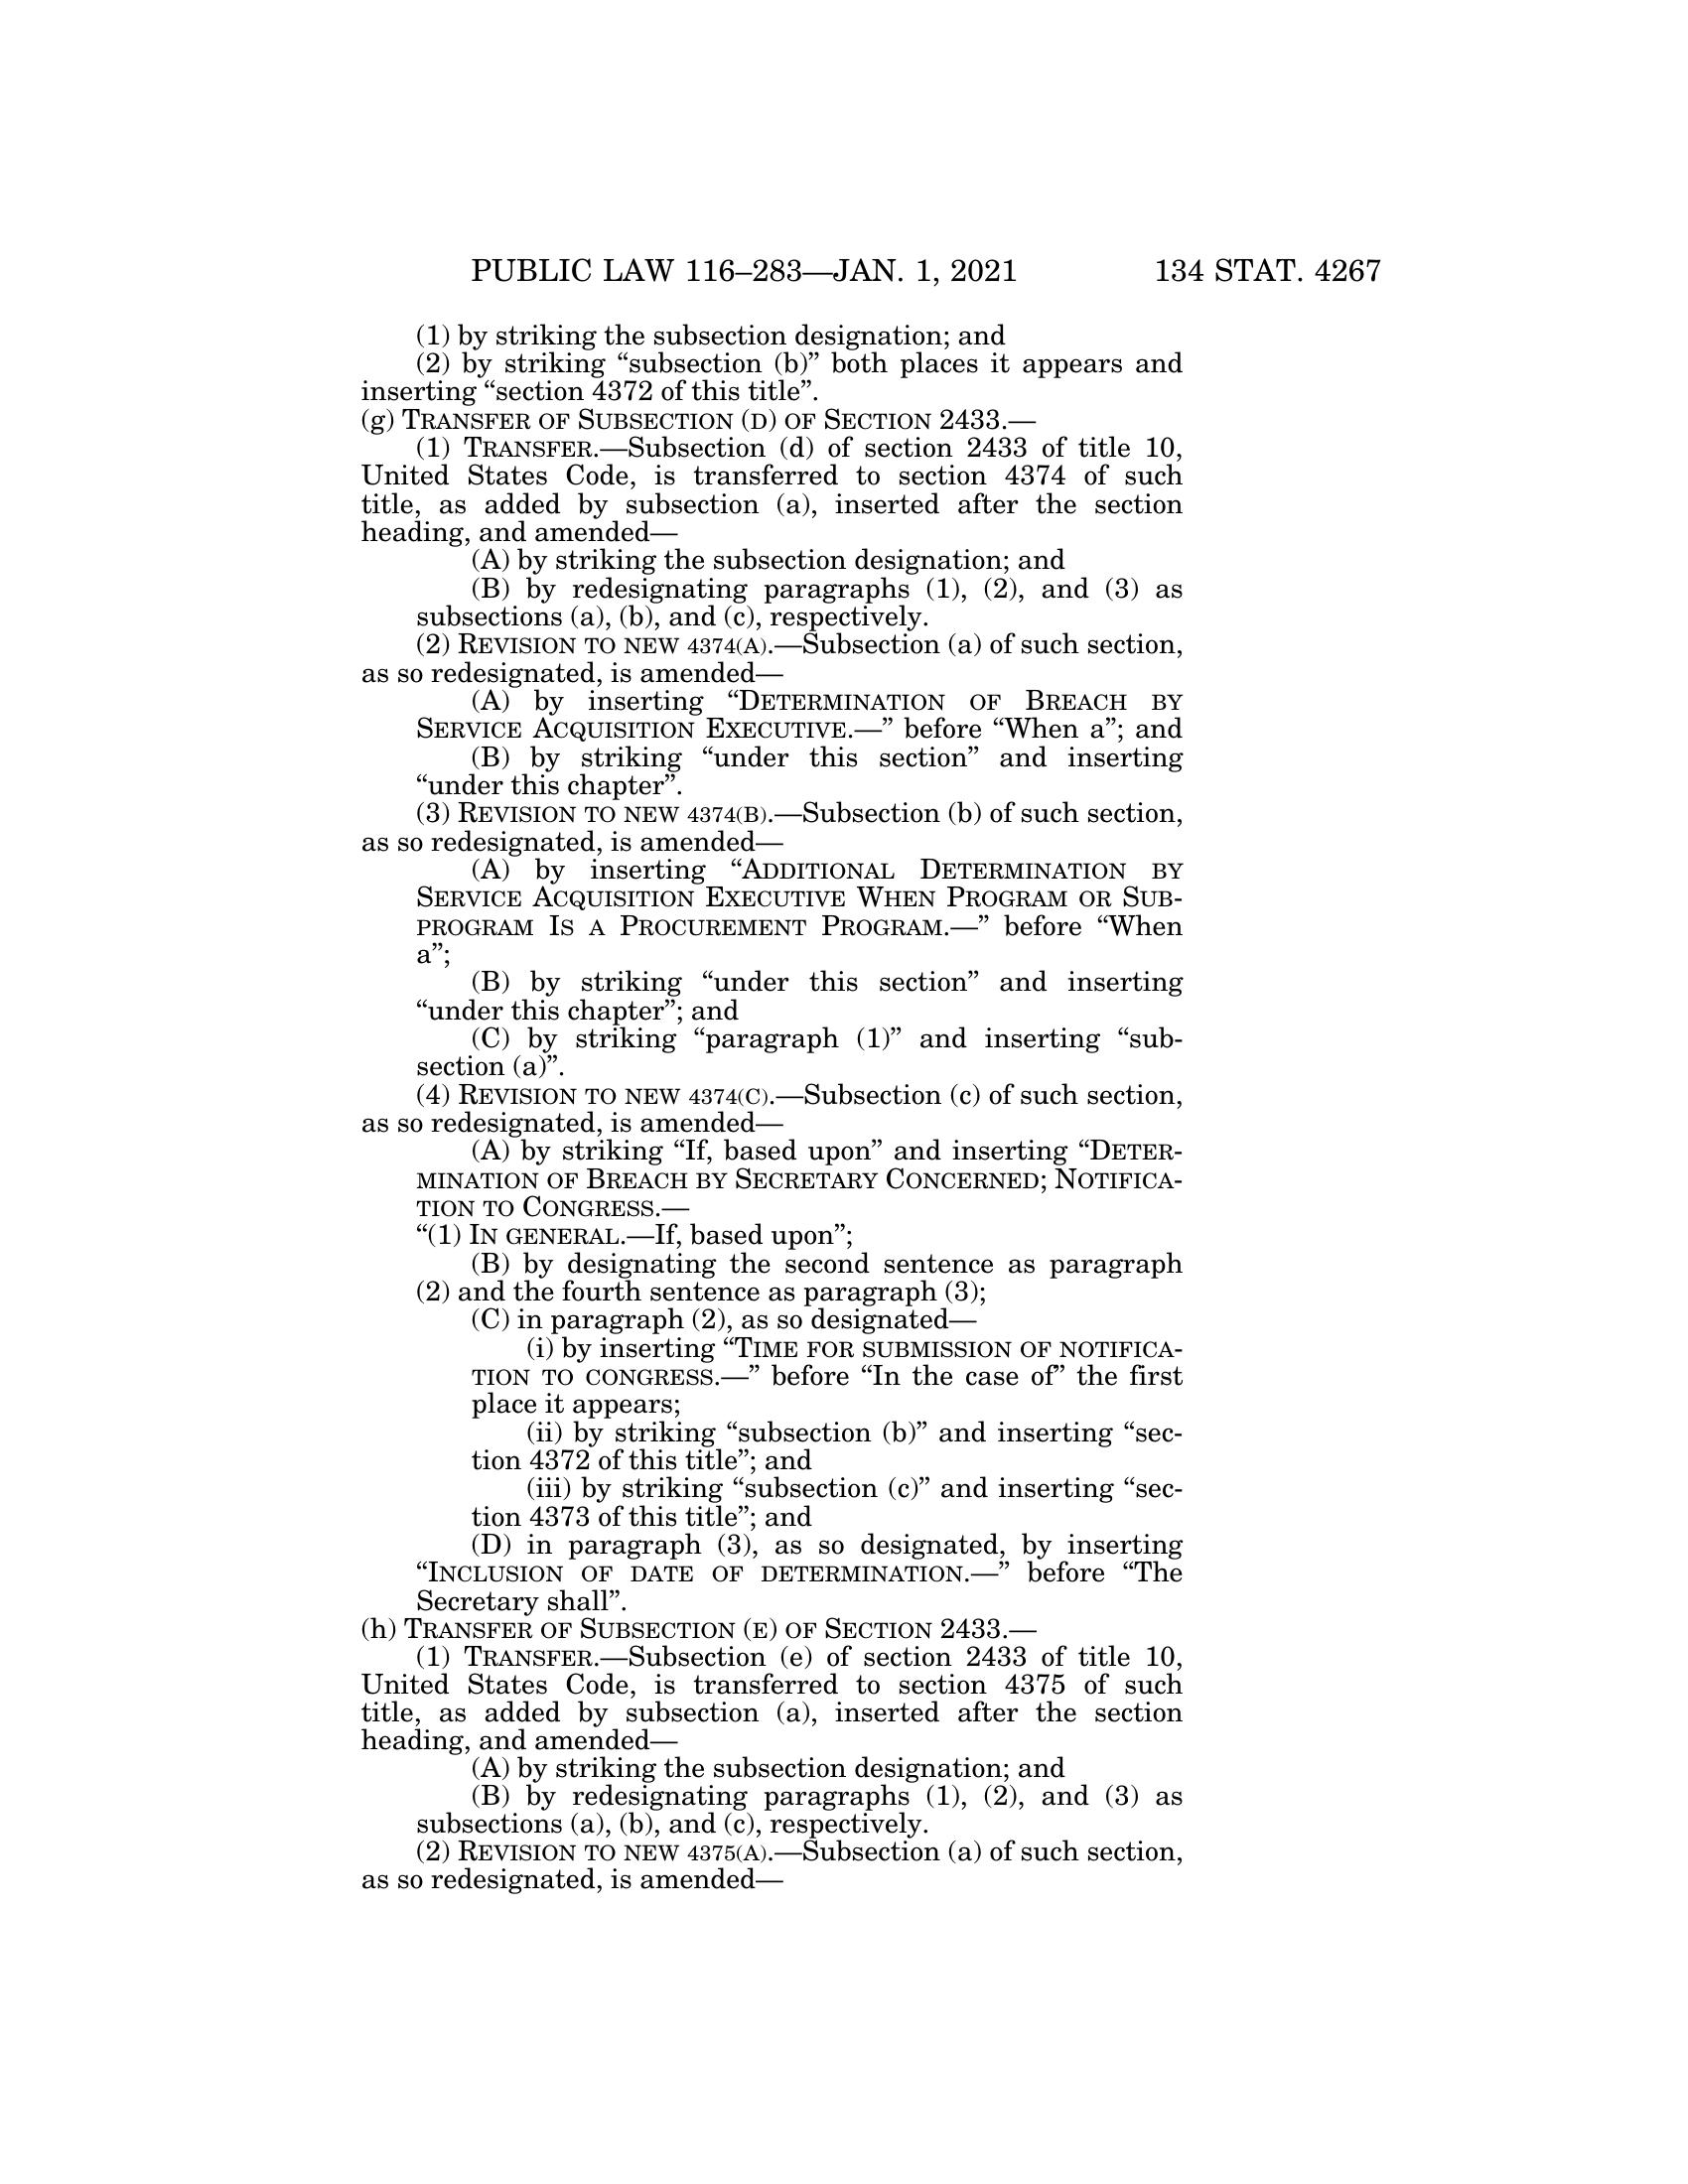 PUBLIC LAW 116–283—JAN. 1, 2021 134 STAT. 4267
(1) by striking the subsection designation; and
(2) by striking “subsection (b)” both places it appears and
inserting “section 4372 of this title”.
(g) TRANSFER OF SUBSECTION (D) OF SECTION 2433.—
(1) TRANSFER.—Subsection (d) of section 2433 of title 10,
United States Code, is transferred to section 4374 of such
title, as added by subsection (a), inserted after the section
heading, and amended—
(A) by striking the subsection designation; and
(B) by redesignating paragraphs (1), (2), and (3) as
subsections (a), (b), and (c), respectively.
(2) REVISION TO NEW 4374(A).—Subsection (a) of such section,
as so redesignated, is amended—
(A) by inserting “DETERMINATION OF BREACH BY
SERVICE ACQUISITION EXECUTIVE.—” before “When a”; and
(B) by striking “under this section” and inserting
“under this chapter”.
(3) REVISION TO NEW 4374(B).—Subsection (b) of such section,
as so redesignated, is amended—
(A) by inserting “ADDITIONAL DETERMINATION BY
SERVICE ACQUISITION EXECUTIVE WHEN PROGRAM OR SUB-
PROGRAM IS A PROCUREMENT PROGRAM.—” before “When
a”;
(B) by striking “under this section” and inserting
“under this chapter”; and
(C) by striking “paragraph (1)” and inserting “sub-
section (a)”.
(4) REVISION TO NEW 4374(C).—Subsection (c) of such section,
as so redesignated, is amended—
(A) by striking “If, based upon” and inserting “DETER-
MINATION OF BREACH BY SECRETARY CONCERNED; NOTIFICA-
TION TO CONGRESS.—
“(1) IN GENERAL.—If, based upon”;
(B) by designating the second sentence as paragraph
(2) and the fourth sentence as paragraph (3);
(C) in paragraph (2), as so designated—
(i) by inserting “TIME FOR SUBMISSION OF NOTIFICA-
TION TO CONGRESS.—” before “In the case of” the first
place it appears;
(ii) by striking “subsection (b)” and inserting “sec-
tion 4372 of this title”; and
(iii) by striking “subsection (c)” and inserting “sec-
tion 4373 of this title”; and
(D) in paragraph (3), as so designated, by inserting
“INCLUSION OF DATE OF DETERMINATION.—” before “The
Secretary shall”.
(h) TRANSFER OF SUBSECTION (E) OF SECTION 2433.—
(1) TRANSFER.—Subsection (e) of section 2433 of title 10,
United States Code, is transferred to section 4375 of such
title, as added by subsection (a), inserted after the section
heading, and amended—
(A) by striking the subsection designation; and
(B) by redesignating paragraphs (1), (2), and (3) as
subsections (a), (b), and (c), respectively.
(2) REVISION TO NEW 4375(A).—Subsection (a) of such section,
as so redesignated, is amended—